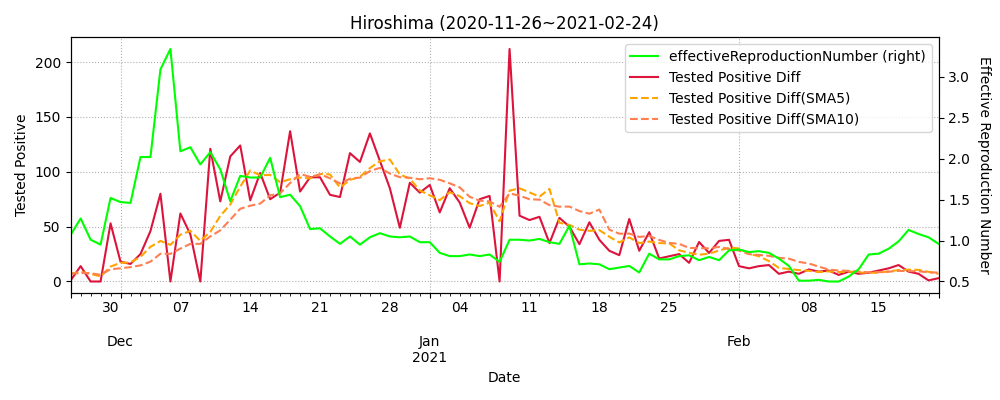 Hiroshima (2020-11-26~2021-02-24)
effectiveReproductionNumber (right)
Tested Positive Diff
Tested Positive Diff(SMA5)
Tested Positive Diff(SMA10)
Tested Positive
200
150
100
50
0
Effective Reproduction Number
3.0
2.5
2.0
1.5
1.0
0.5
30 07 14 21 28 04 11 18 25 08 15
Dec Jan Feb
2021
Date